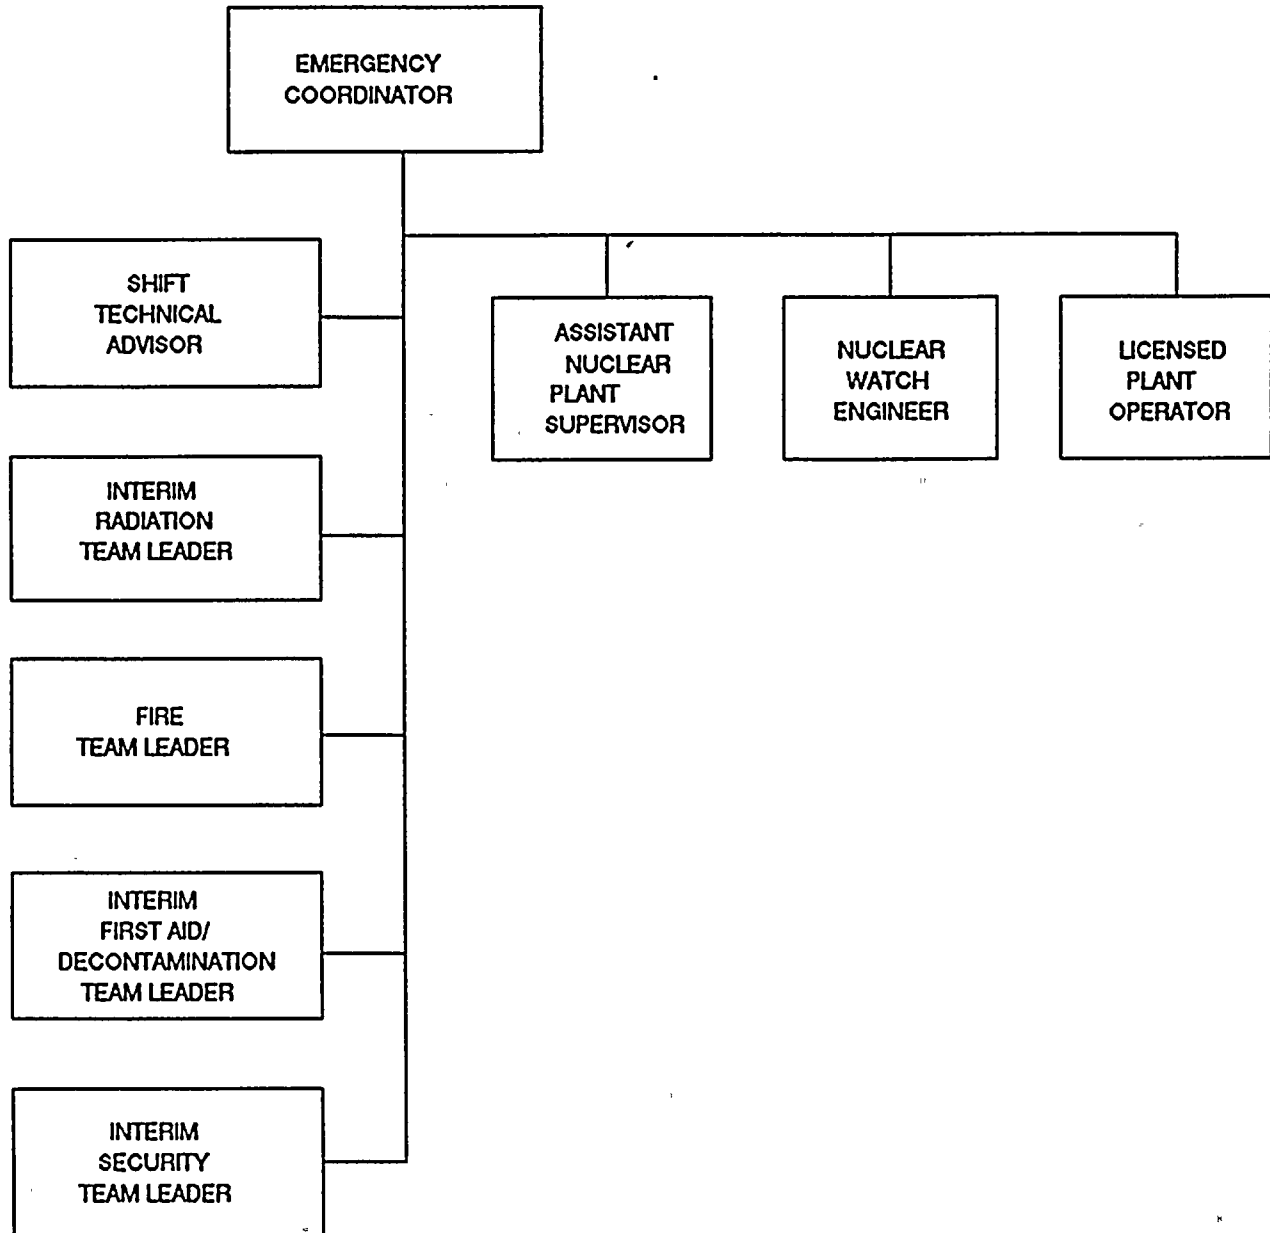 EMERGENCY
COORDINATOR
SHIFT
TECHNICAL
ADVISOR
ASSISTANT
NUCLEAR
PLANT
SUPERVISOR
NUCLEAR
WATCH
ENGINEER
LICENSED
PLANT
OPERATOR
INTERIM
RADIATION
TEAM LEADER
FIRE
TEAM LEADER
INTERIM
FIRST AID/
DECONTAMINATION
TEAM LEADER
INTERIM
SECURITY
TEAM LEADER